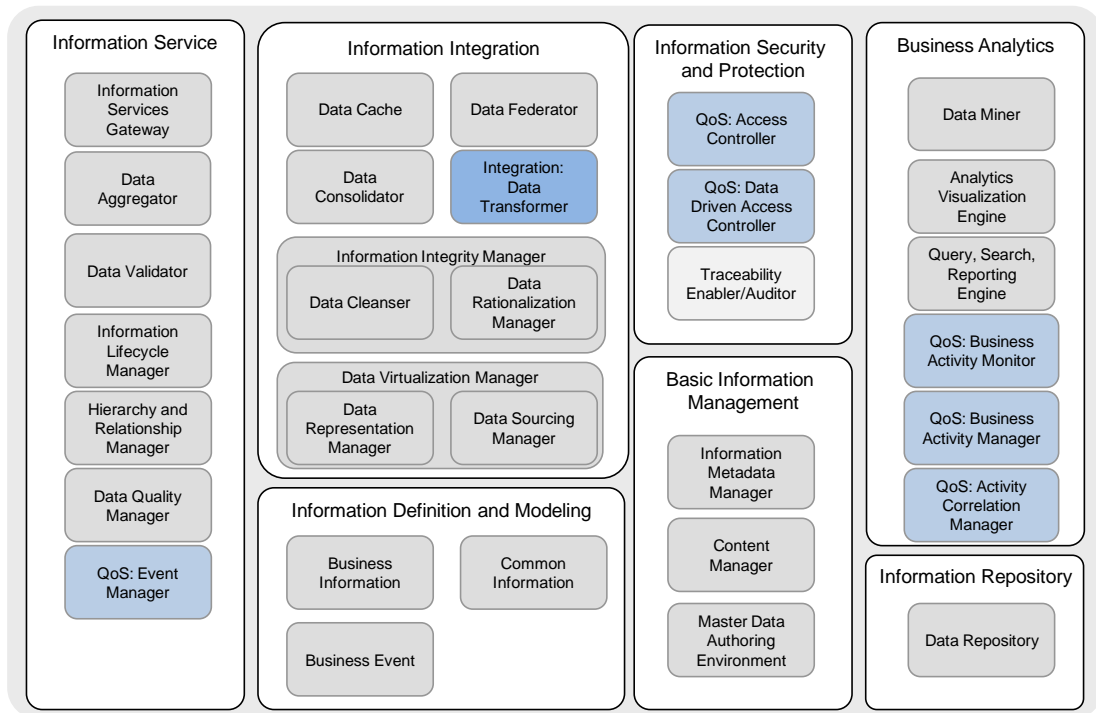 Information Service
Information
Services
Gateway
Data
Aggregator
Data Validator
Information
Lifecycle
Manager
Hierarchy and
Relationship
Manager
Data Quality
Manager
QoS: Event
Manager
Information Integration
Data Cache
Data Federator
Data
Consolidator
Integration:
Data
Transformer
Information Integrity Manager
Data Cleanser
Data
Rationalization
Manager
Data Virtualization Manager
Data
Representation
Manager
Data Sourcing
Manager
Information Definition and Modeling
Business
Information
Common
Information
Business Event
Information Security
and Protection
QoS: Access
Controller
QoS: Data
Driven Access
Controller
Traceability
Enabler/Auditor
Basic Information
Management
Information
Metadata
Manager
Content
Manager
Master Data
Authoring
Environment
Business Analytics
Data Miner
Analytics
Visualization
Engine
Query, Search,
Reporting
Engine
QoS: Business
Activity Monitor
QoS: Business
Activity Manager
QoS: Activity
Correlation
Manager
Information Repository
Data Repository